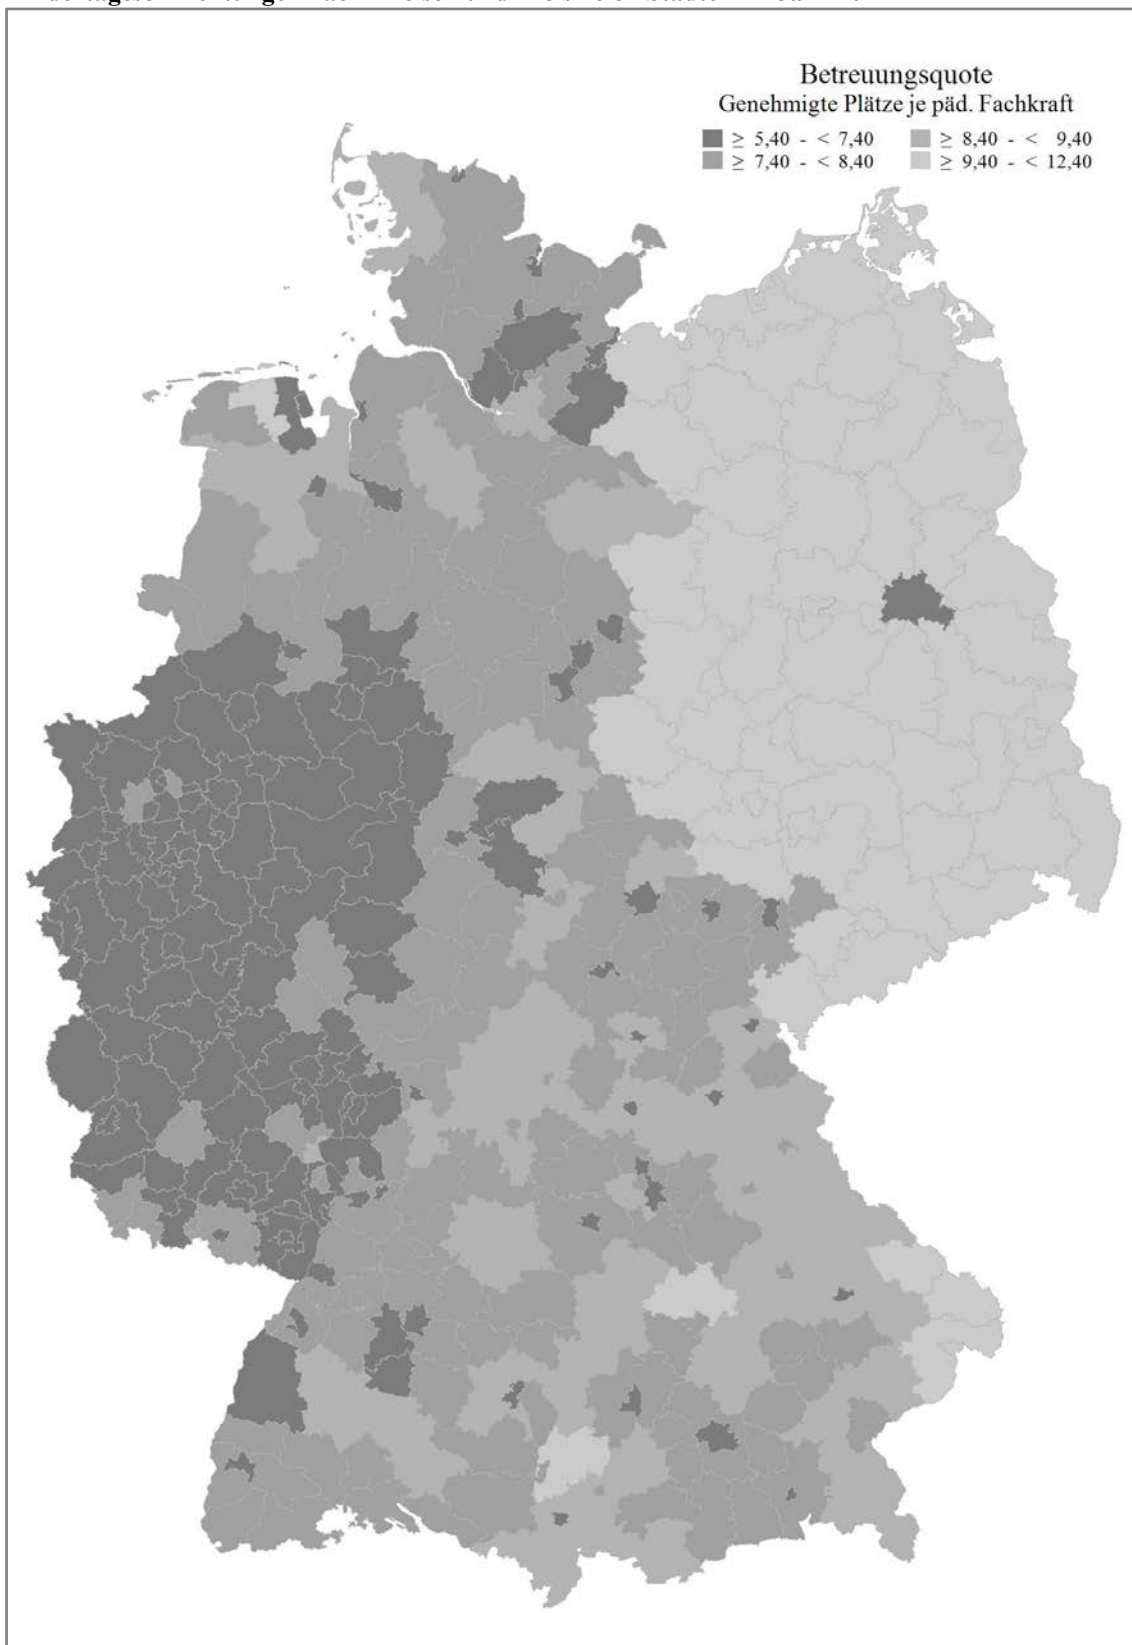 Betreuungsquote
Genehmigte Plätze je päd. Fachkraft
≥ 5,40 - < 7,40
≥ 8,40 - < 9,40
≥ 7,40 - < 8,40
≥ 9,40 - < 12,40